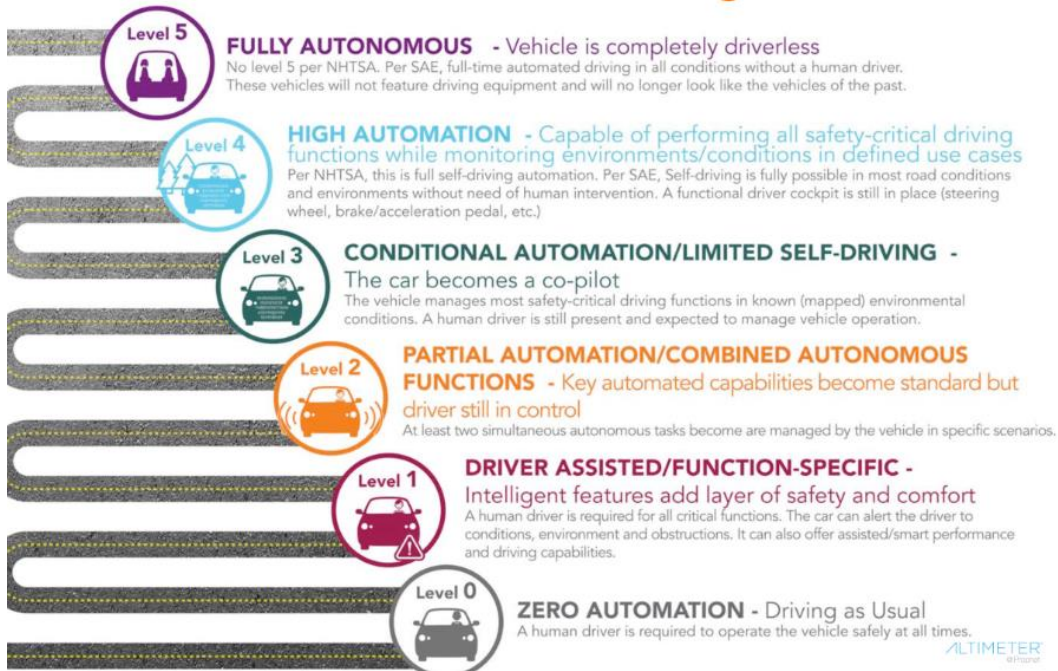 Level 5
FULLY AUTONOMOUS - Vehicle is completely driverless
No level 5 per NHTSA. Per SAE, full-time automated driving in all conditions without a human driver.
These vehicles will not feature driving equipment and will no longer look like the vehicles of the past.
Level 4
HIGH AUTOMATION - Capable of performing all safety-critical driving
functions while monitoring environments/conditions in defined use cases
Per NHTSA, this is full self-driving automation. Per SAE, Self-driving is fully possible in most road conditions
and environments without need of human intervention. A functional driver cockpit is still in place (steering
wheel, brake/acceleration pedal, etc.)
Level 3
CONDITIONAL AUTOMATION/LIMITED SELF-DRIVING -
The car becomes a co-pilot
The vehicle manages most safety-critical driving functions in known (mapped) environmental
conditions. A human driver is still present and expected to manage vehicle operation.
Level 2
PARTIAL AUTOMATION/COMBINED AUTONOMOUS
FUNCTIONS - Key automated capabilities become standard but
driver still in control
At least two simultaneous autonomous tasks become are managed by the vehicle in specific scenarios.
Level 1
DRIVER ASSISTED/FUNCTION-SPECIFIC -
Intelligent features add layer of safety and comfort
A human driver is required for all critical functions. The car can alert the driver to
conditions, environment and obstructions. It can also offer assisted/smart performance
and driving capabilities.
Level 0
ZERO AUTOMATION - Driving as Usual
A human driver is required to operate the vehicle safely at all times.
ALTIMETER